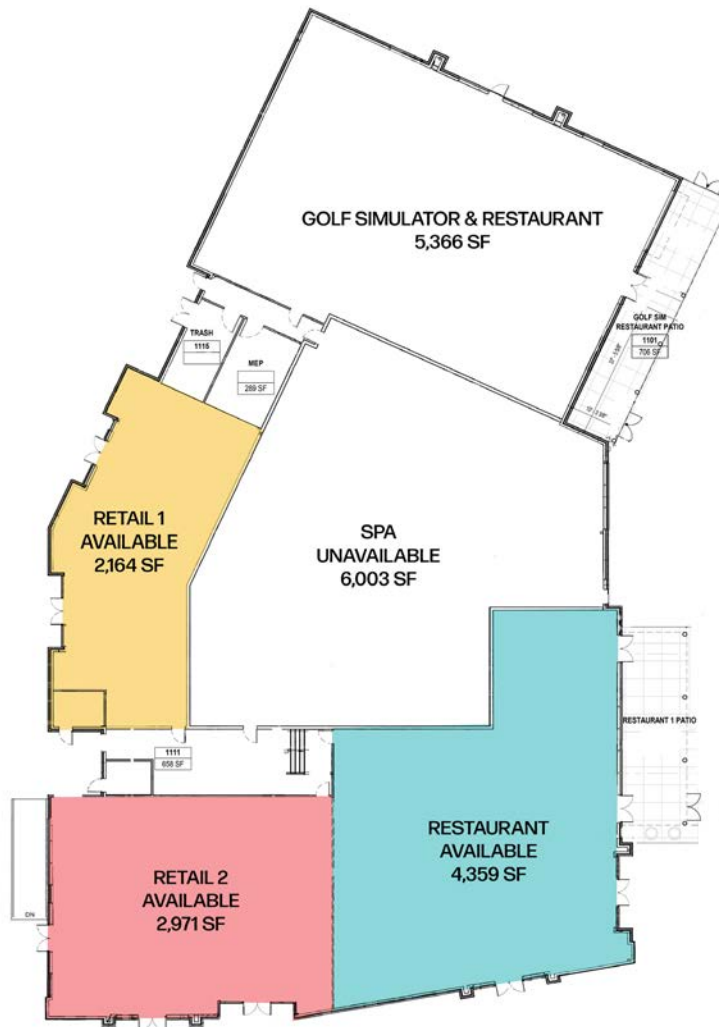 GOLF SIMULATOR & RESTAURANT
5,366 SF
GOLF SIM
RESTAURANT PATIO
1101
706 SF
TRASH
1115
MEP
289 SF
RETAIL 1
AVAILABLE
2,164 SF
SPA
UNAVAILABLE
6,003 SF
RESTAURANT 1 PATIO
1111
658 SF
RESTAURANT
AVAILABLE
4,359 SF
RETAIL 2
AVAILABLE
2,971 SF
DN